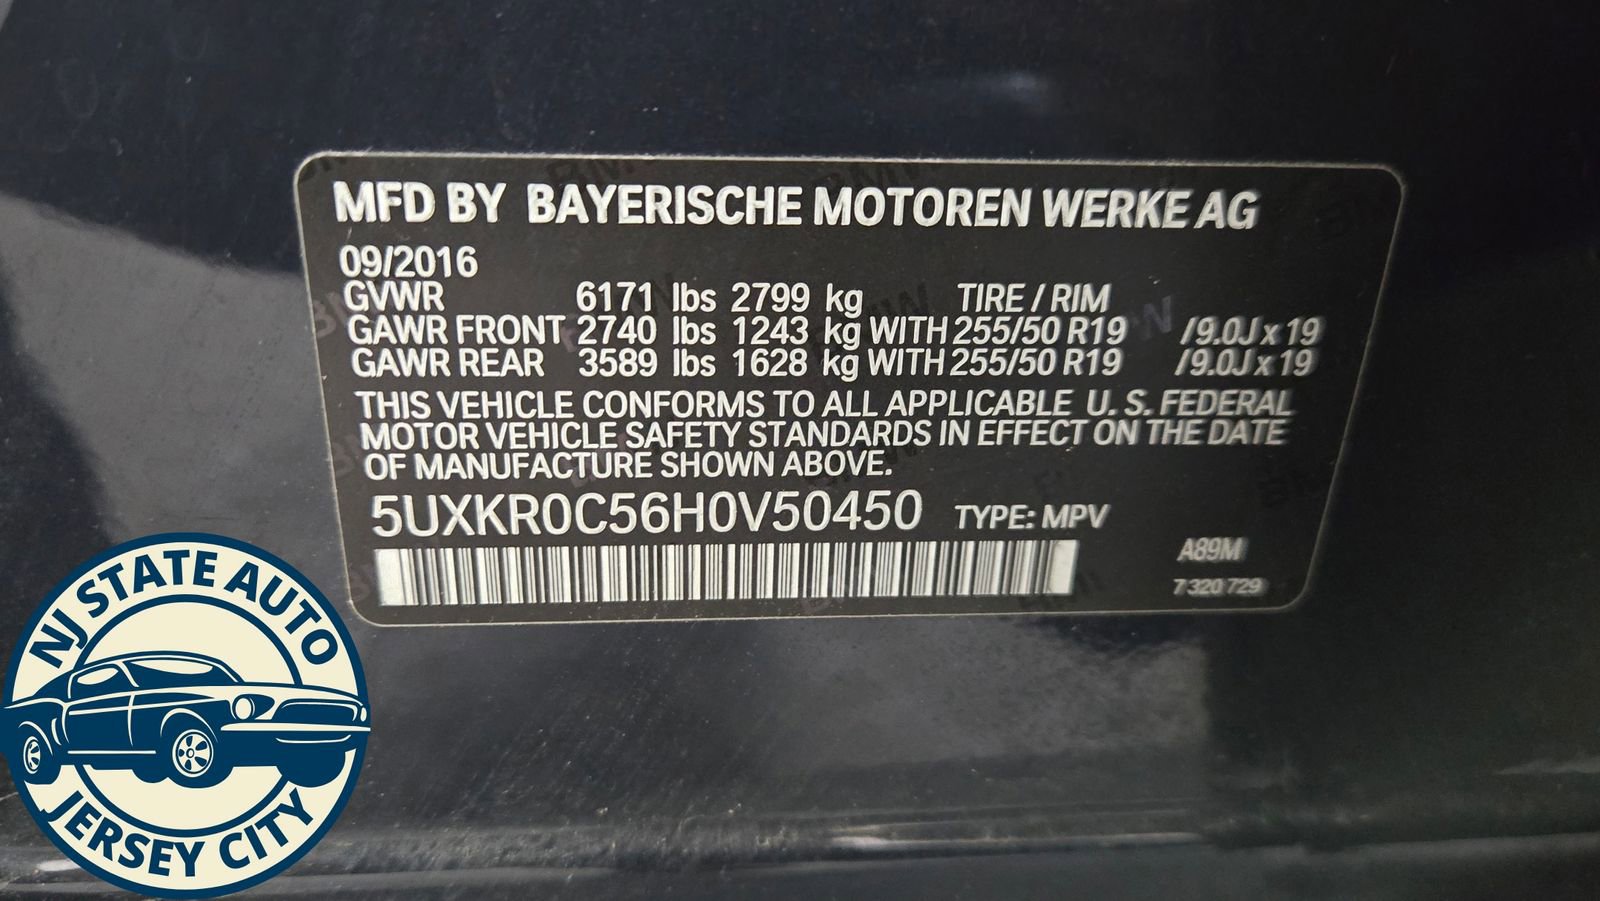 MFD BY BAYERISCHE MOTOREN WERKE AG
09/2016
GVWR 6171 lbs 2799 kg TIRE / RIM
GAWR FRONT 2740 lbs 1243 kg WITH 255/50 R19 /9.0J x 19
GAWR REAR 3589 lbs 1628 kg WITH 255/50 R19 /9.0J x 19
THIS VEHICLE CONFORMS TO ALL APPLICABLE U. S. FEDERAL
MOTOR VEHICLE SAFETY STANDARDS IN EFFECT ON THE DATE
OF MANUFACTURE SHOWN ABOVE.
5UXKR0C56H0V50450 TYPE: MPV
A89M
7 320 729
NJ STATE AUTO
JERSEY CITY